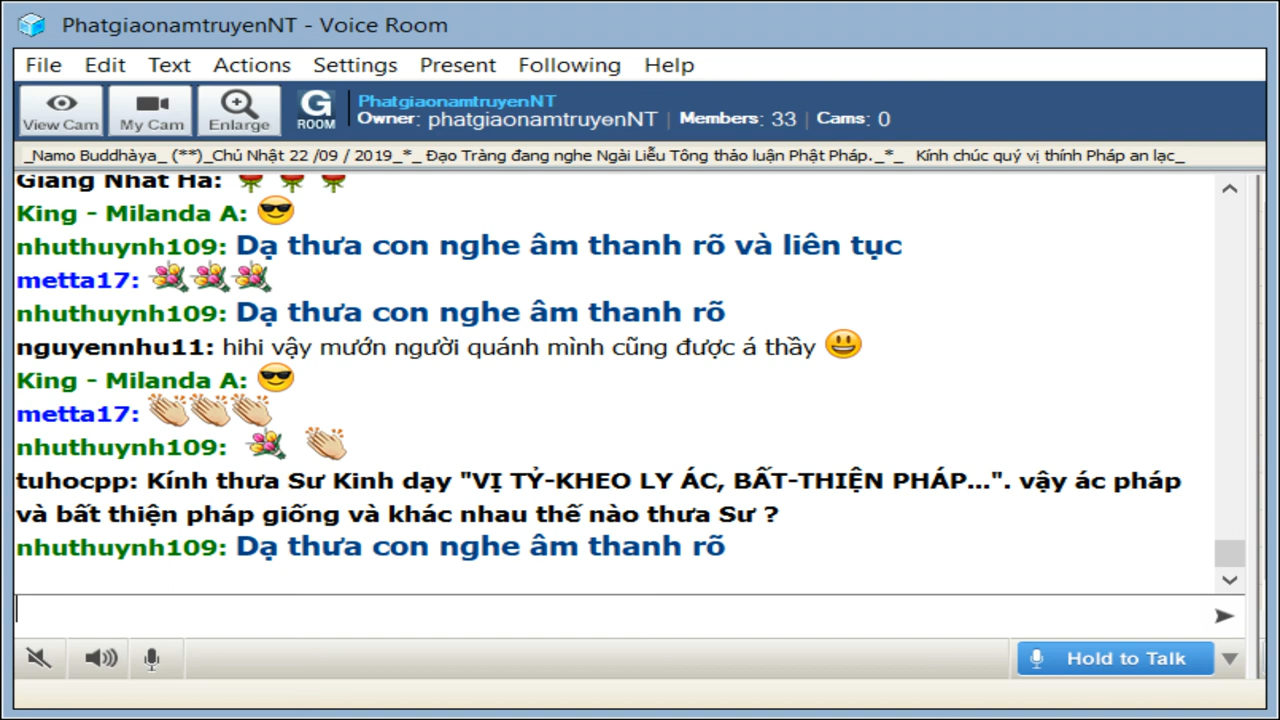 PhatgiaonamtruyenNT - Voice Room
File Edit Text Actions Settings Present Following Help
View Cam My Cam Enlarge G ROOM PhatgiaonamtruyenNT
Owner: phatgiaonamtruyenNT | Members: 33 | Cams: 0
_Namo Buddhàya_ (**)_Chủ Nhật 22 /09 / 2019_*_ Đạo Tràng đang nghe Ngài Liễu Tông thảo luận Phật Pháp._*_ Kính chúc quý vị thính Pháp an lạc_
Giang Nhat Ha:
King - Milanda A:
nhuthuynh109: Dạ thưa con nghe âm thanh rõ và liên tục
metta17:
nhuthuynh109: Dạ thưa con nghe âm thanh rõ
nguyennhu11: hihi vậy mướn người quánh mình cũng được á thầy
King - Milanda A:
metta17:
nhuthuynh109:
tuhocpp: Kính thưa Sư Kinh dạy "VỊ TỶ-KHEO LY ÁC, BẤT-THIỆN PHÁP...". vậy ác pháp
và bất thiện pháp giống và khác nhau thế nào thưa Sư ?
nhuthuynh109: Dạ thưa con nghe âm thanh rõ
Hold to Talk